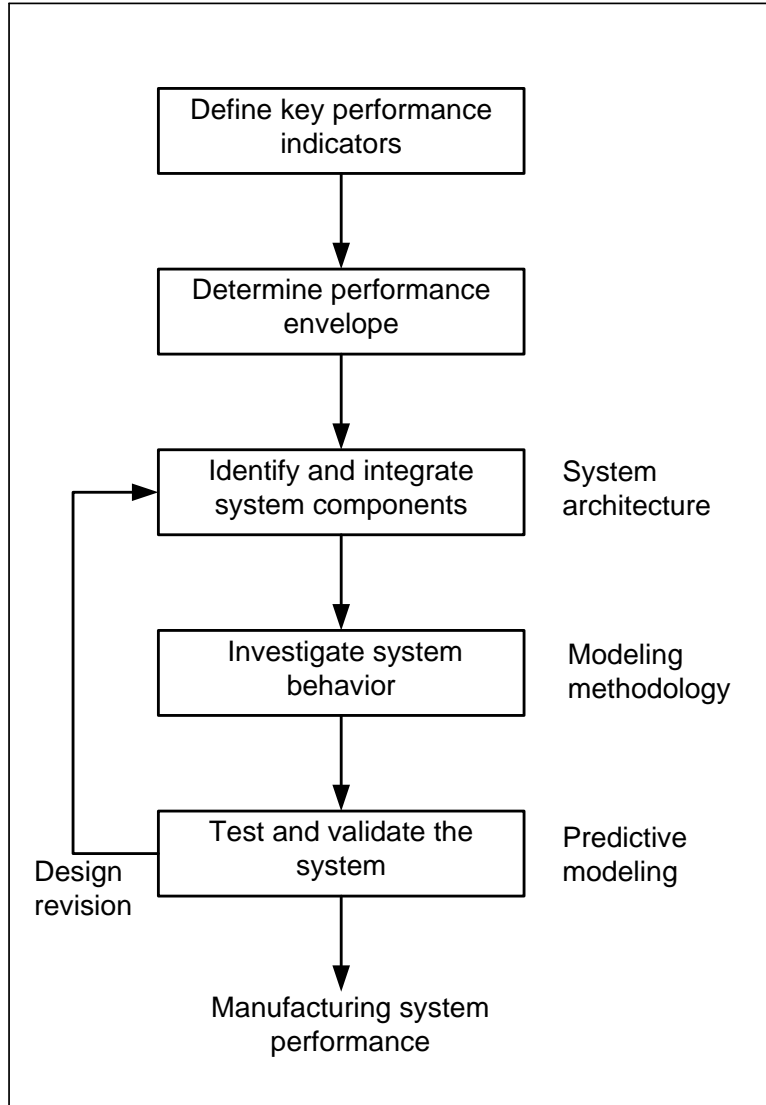 Define key performance
indicators
Determine performance
envelope
Identify and integrate
system components
System
architecture
Investigate system
behavior
Modeling
methodology
Test and validate the
system
Predictive
modeling
Design
revision
Manufacturing system
performance